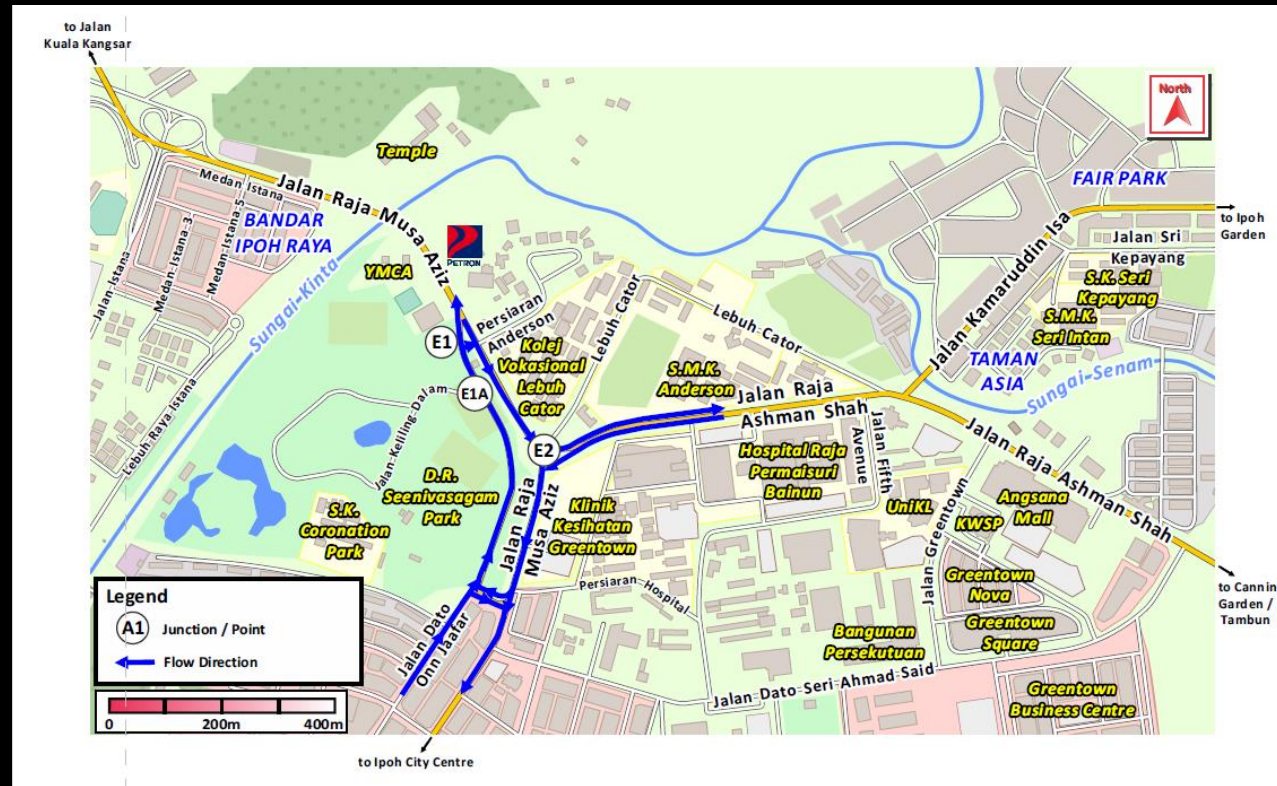 to Jalan
Kuala Kangsar
North
Temple
Medan Istana
Jalan Raja Musa Aziz
BANDAR
IPOH RAYA
Medan-Istana-5
Medan-Istana-3
Jalan-Istana
FAIR PARK
to Ipoh
Garden
Jalan Sri
Kepayang
PETRON
YMCA
Sungai-Kinta
Persiaran
Anderson
E1
Kolej
Vokasional
Lebuh
Cator
Lebuh-Cator
Lebuh-Cator
Jalan Kamaruddin Isa
S.K. Seri
Kepayang
S.M.K.
Seri Intan
TAMAN
ASIA
Sungai-Senam
S.M.K.
Anderson
E1A
Jalan-Keliling-Dalam
Jalan Raja
Ashman Shah
Lebuh-Raya-Istana
E2
Hospital Raja
Permaisuri
Bainun
Jalan Fifth
Avenue
Jalan Raja Ashman Shah
D.R.
Seenivasagam
Park
S.K.
Coronation
Park
Jalan Raja
Musa Aziz
Klinik
Kesihatan
Greentown
UniKL
KWSP
Angsana
Mall
Jalan-Greentown
Persiaran-Hospital
Greentown
Nova
Greentown
Square
to Cannin
Garden /
Tambun
Legend
A1 Junction / Point
Flow Direction
Jalan Dato
Onn Jaafar
Bangunan
Persekutuan
Jalan Dato Seri Ahmad Said
Greentown
Business Centre
0 200m 400m
to Ipoh City Centre